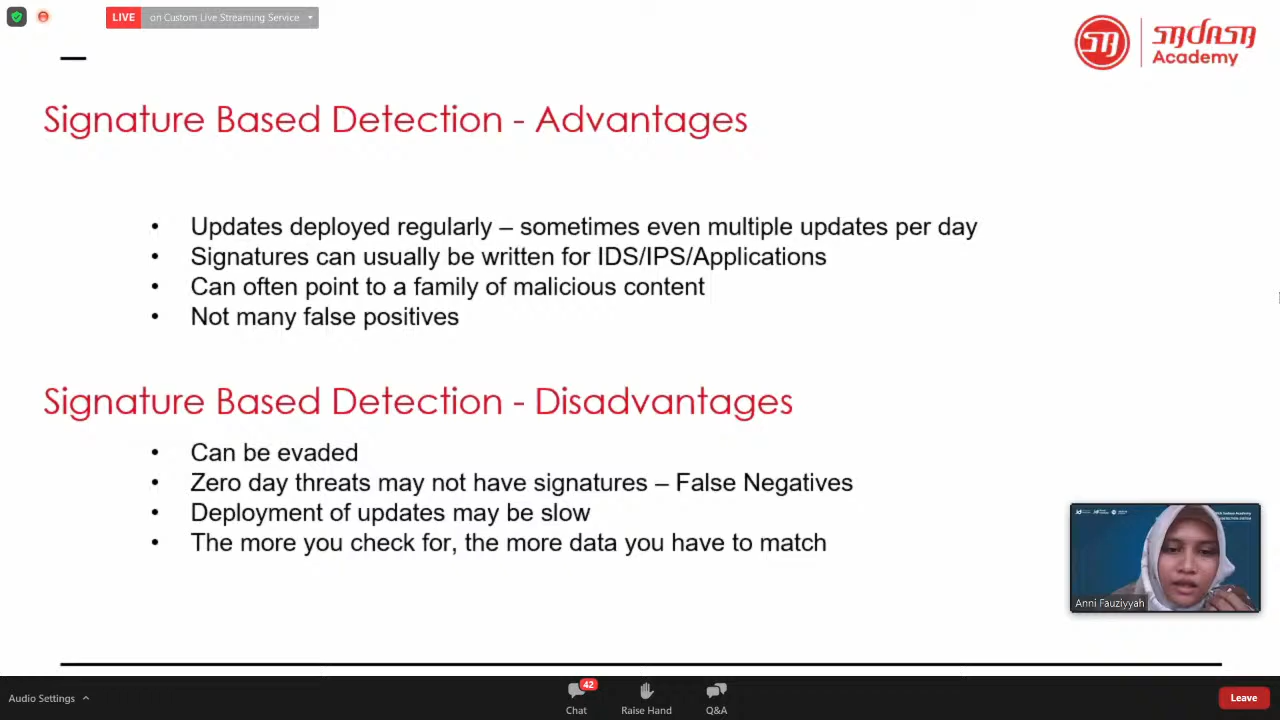 LIVE on Custom Live Streaming Service
SADASA
Academy
Signature Based Detection - Advantages
• Updates deployed regularly – sometimes even multiple updates per day
• Signatures can usually be written for IDS/IPS/Applications
• Can often point to a family of malicious content
• Not many false positives
Signature Based Detection - Disadvantages
• Can be evaded
• Zero day threats may not have signatures – False Negatives
• Deployment of updates may be slow
• The more you check for, the more data you have to match
Anni Fauziyyah
Audio Settings
42
Chat
Raise Hand
Q&A
Leave